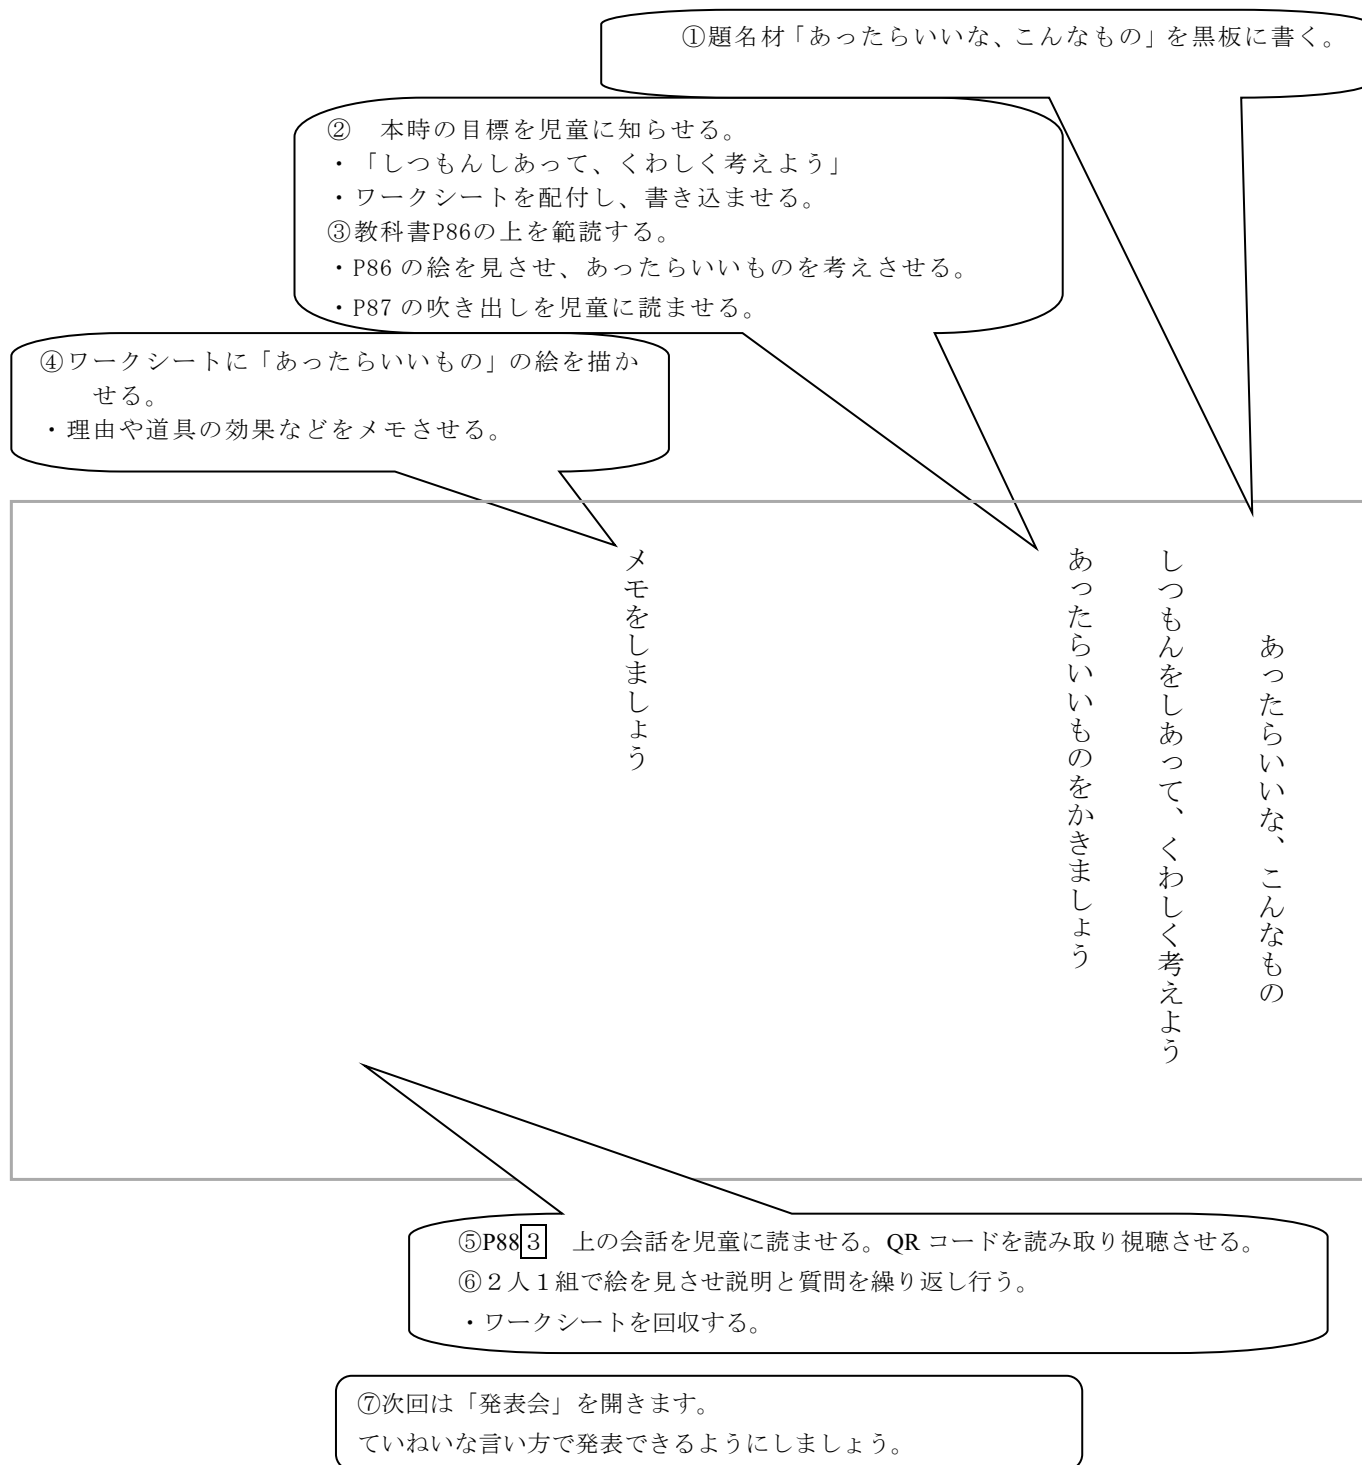 ①題名材「あったらいいな、こんなもの」を黒板に書く。
②　本時の目標を児童に知らせる。
・「しつもんしあって、くわしく考えよう」
・ワークシートを配付し、書き込ませる。
③教科書P86の上を範読する。
・P86 の絵を見させ、あったらいいものを考えさせる。
・P87 の吹き出しを児童に読ませる。
④ワークシートに「あったらいいもの」の絵を描か
せる。
・理由や道具の効果などをメモさせる。
あったらいいな、こんなもの
しつもんをしあって、くわしく考えよう
あったらいいものをかきましょう
メモをしましょう
⑤P88３　上の会話を児童に読ませる。QR コードを読み取り視聴させる。
⑥２人１組で絵を見させ説明と質問を繰り返し行う。
・ワークシートを回収する。
⑦次回は「発表会」を開きます。
ていねいな言い方で発表できるようにしましょう。